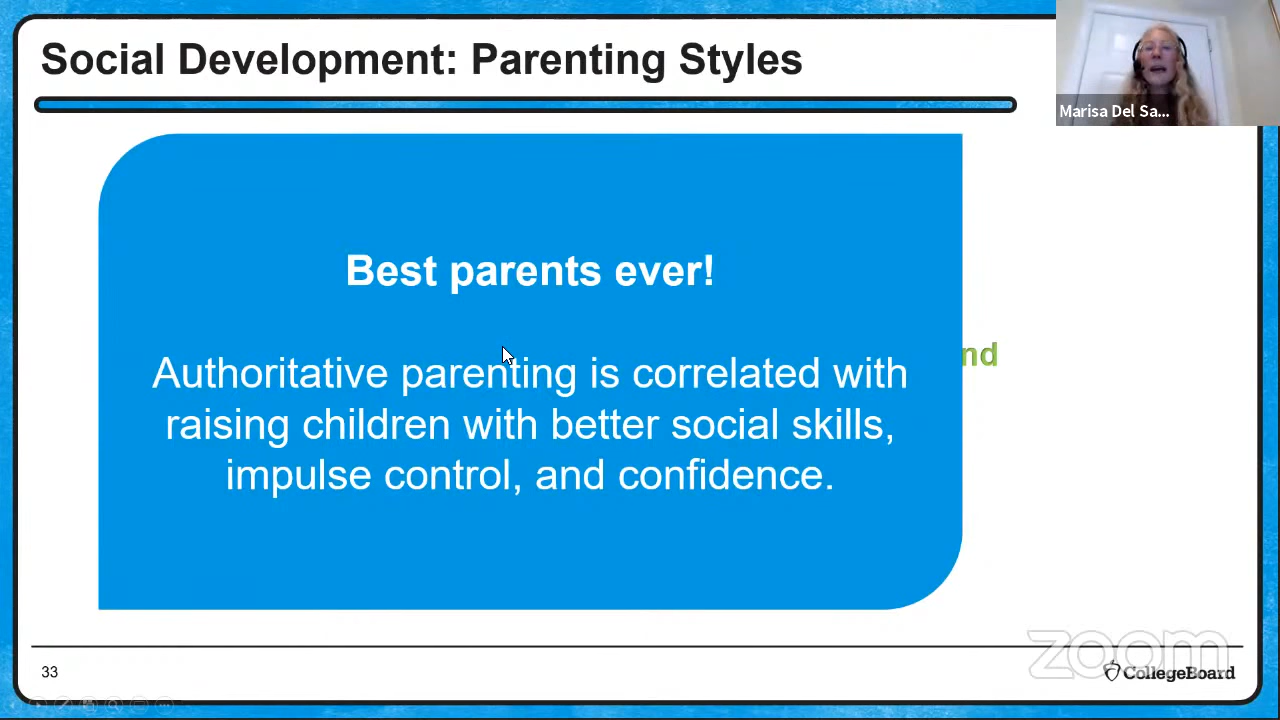 Social Development: Parenting Styles
Marisa Del Sa...
Best parents ever!
nd
Authoritative parenting is correlated with
raising children with better social skills,
impulse control, and confidence.
zoom
33
CollegeBoard